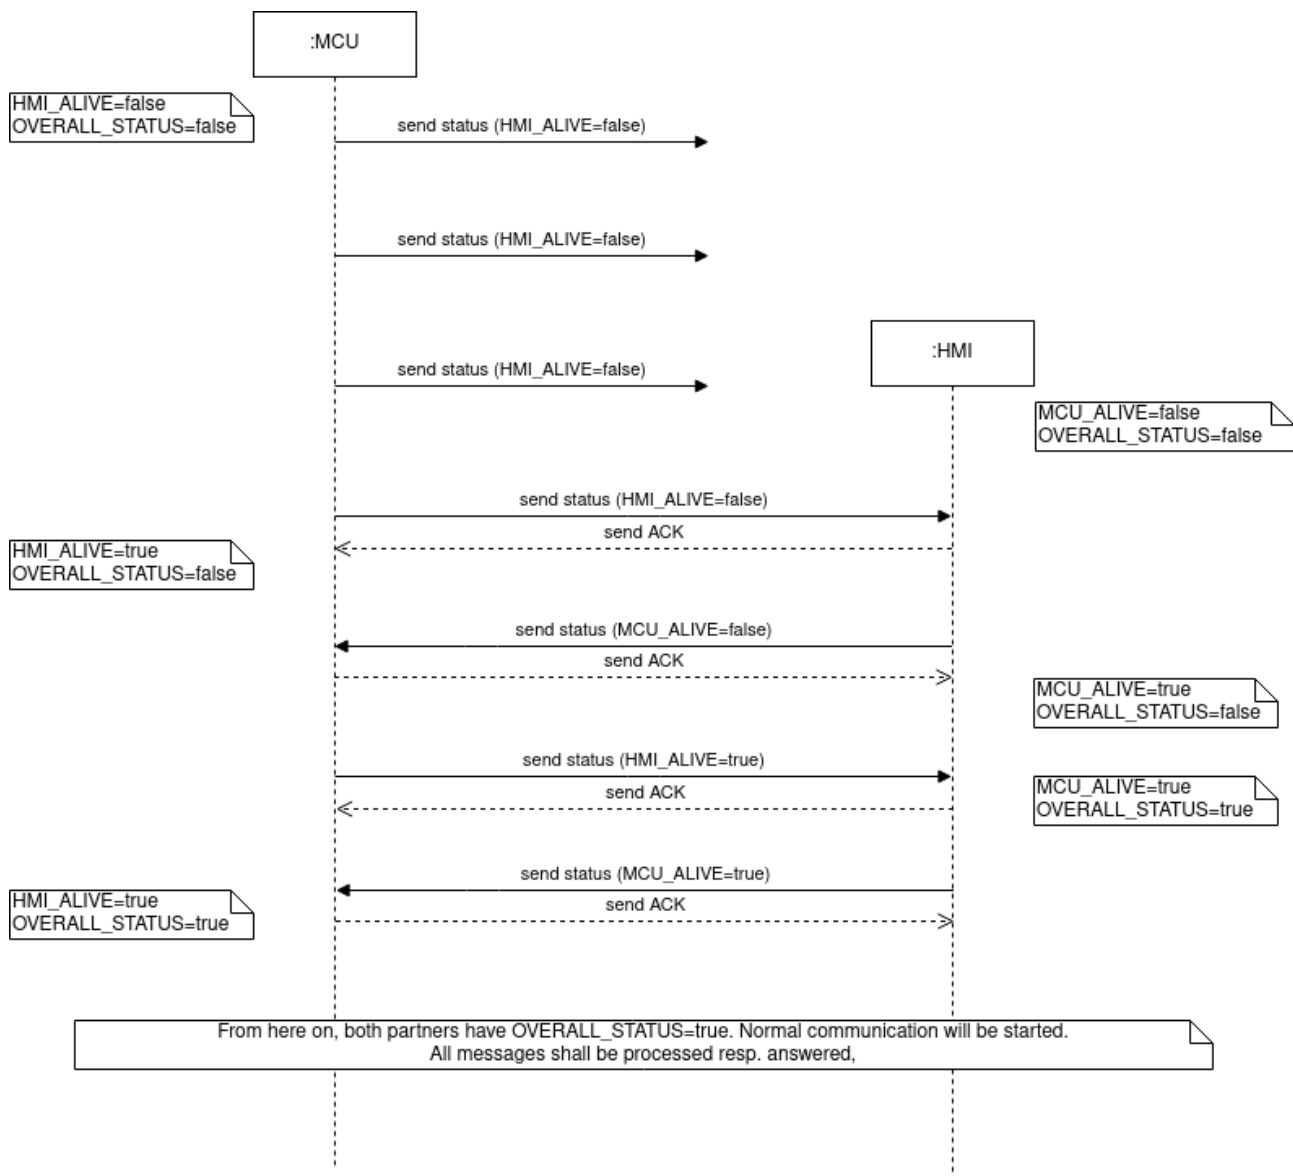 :MCU
HMI_ALIVE=false
OVERALL_STATUS=false
send status (HMI_ALIVE=false)
send status (HMI_ALIVE=false)
:HMI
send status (HMI_ALIVE=false)
MCU_ALIVE=false
OVERALL_STATUS=false
send status (HMI_ALIVE=false)
send ACK
HMI_ALIVE=true
OVERALL_STATUS=false
send status (MCU_ALIVE=false)
send ACK
MCU_ALIVE=true
OVERALL_STATUS=false
send status (HMI_ALIVE=true)
send ACK
MCU_ALIVE=true
OVERALL_STATUS=true
send status (MCU_ALIVE=true)
send ACK
HMI_ALIVE=true
OVERALL_STATUS=true
From here on, both partners have OVERALL_STATUS=true. Normal communication will be started.
All messages shall be processed resp. answered,